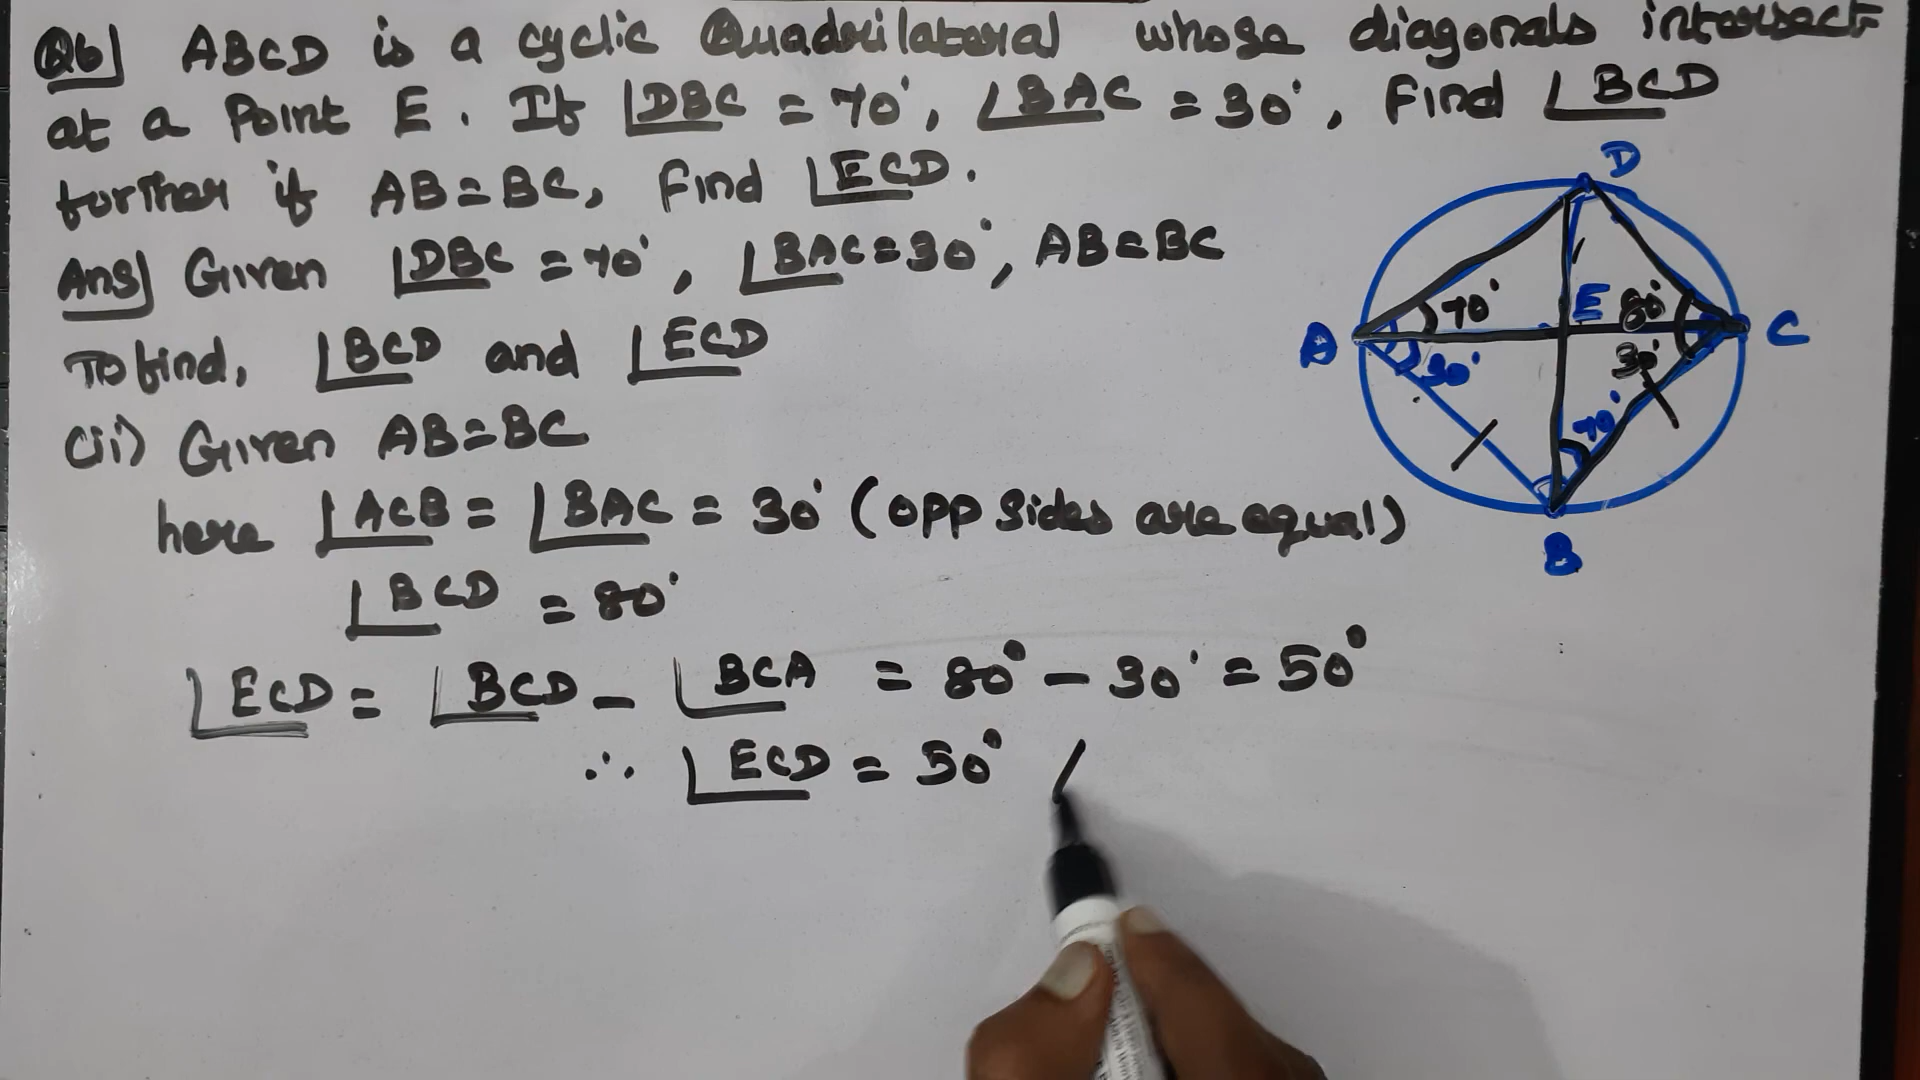 Q6) ABCD is a cyclic Quadrilateral whose diagonals intersect
at a Point E. If ∠DBC = 70°, ∠BAC = 30°, Find ∠BCD
further if AB=BC, Find ∠ECD.
Ans) Given ∠DBC = 70°, ∠BAC=30°, AB=BC
To find, ∠BCD and ∠ECD
(ii) Given AB=BC
here ∠ACB = ∠BAC = 30° (opp sides are equal)
∠BCD = 80°
∠ECD = ∠BCD - ∠BCA = 80° - 30° = 50°
∴ ∠ECD = 50°
D
70° E 80°
A C
30° 30°
70°
B